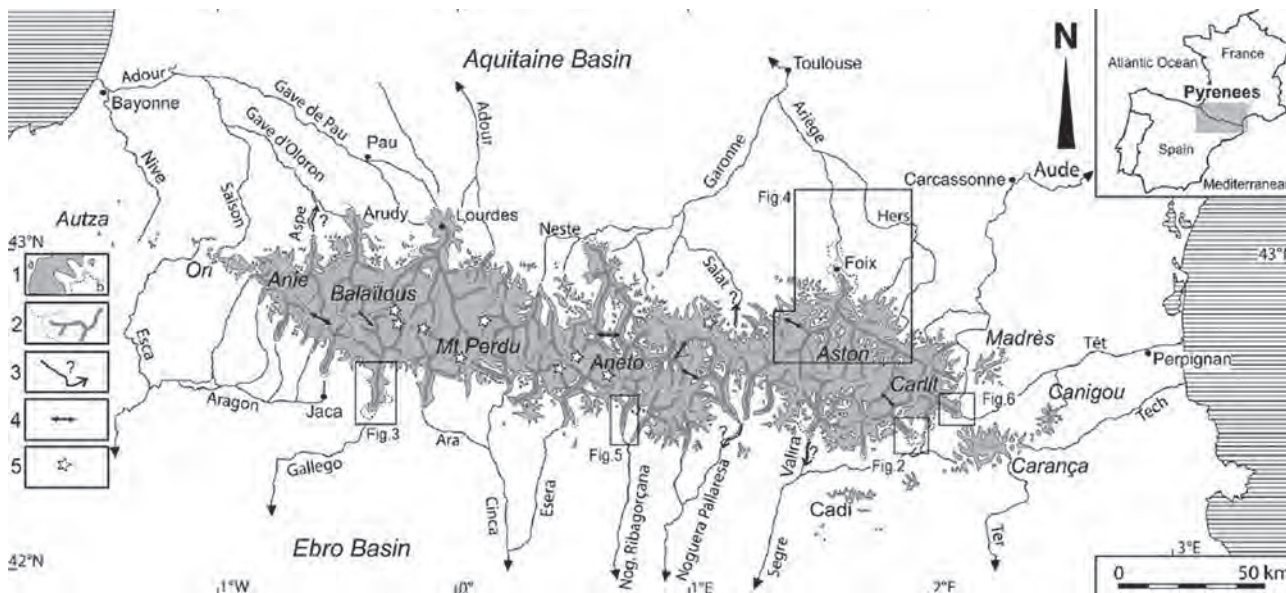 Aquitaine Basin
N
Toulouse
Atlantic Ocean
France
Pyrenees
Spain
Mediterranean
Adour
Bayonne
Gave de Pau
Gave d'Oloron
Pau
Adour
Garonne
Ariège
Carcassonne
Aude
Nive
Saison
Aspe
?
Arudy
Lourdes
Neste
Salat
?
Fig.4
Hers
Foix
Autza
43°N
43°N
1
a
b
2
3
?
4
5
Ori
Anie
Balaïtous
Mt.Perdu
Aneto
Aston
Carlit
Madrès
Têt
Perpignan
Canigou
Tech
Carança
Esca
Aragon
Jaca
Fig.3
Gallego
Ara
Cinca
Esera
Fig.5
Nog. Ribagorçana
?
Noguera Pallaresa
Valira
?
Segre
Fig.2
Fig.6
Cadi
Ter
Ebro Basin
42°N
1°W
0°
1°E
2°E
3°E
0
50 km